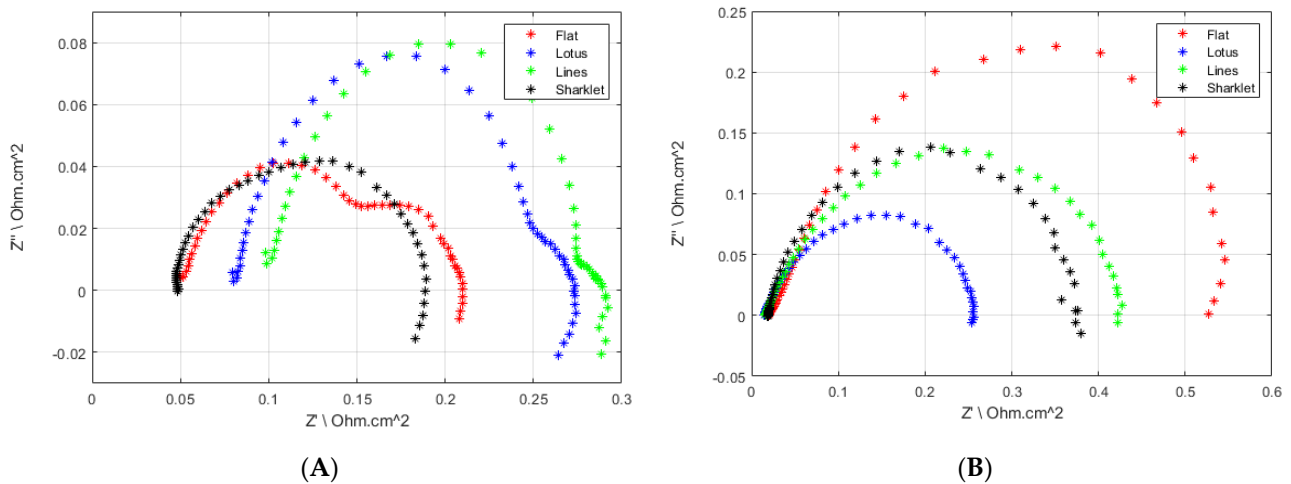 0.08
0.06
0.04
0.02
0
-0.02
Z'' \ Ohm.cm^2
0 0.05 0.1 0.15 0.2 0.25 0.3
Z' \ Ohm.cm^2
Flat
Lotus
Lines
Sharklet
(A)
0.25
0.2
0.15
0.1
0.05
0
-0.05
Z'' \ Ohm.cm^2
0 0.1 0.2 0.3 0.4 0.5 0.6
Z' \ Ohm.cm^2
Flat
Lotus
Lines
Sharklet
(B)